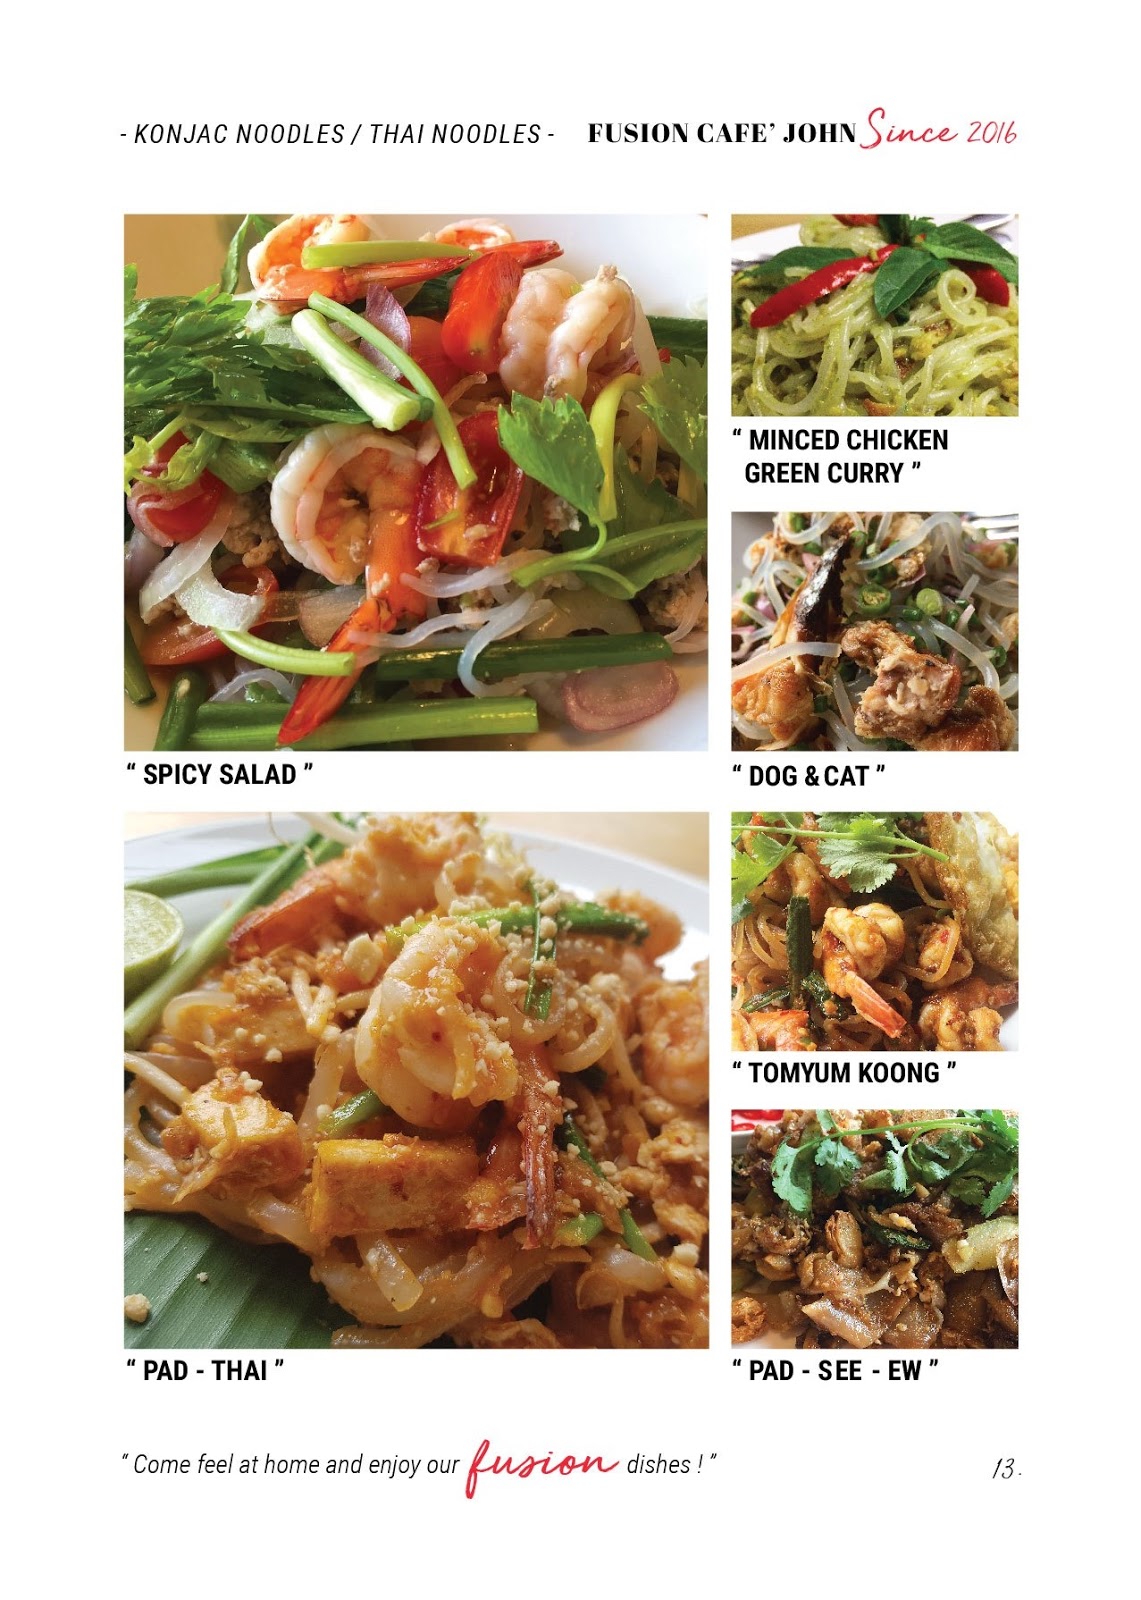 - KONJAC NOODLES / THAI NOODLES -
FUSION CAFE’ JOHN Since 2016
“ SPICY SALAD ”
“ MINCED CHICKEN
GREEN CURRY ”
“ DOG & CAT ”
“ TOMYUM KOONG ”
“ PAD - THAI ”
“ PAD - SEE - EW ”
“ Come feel at home and enjoy our fusion dishes ! ”
13.